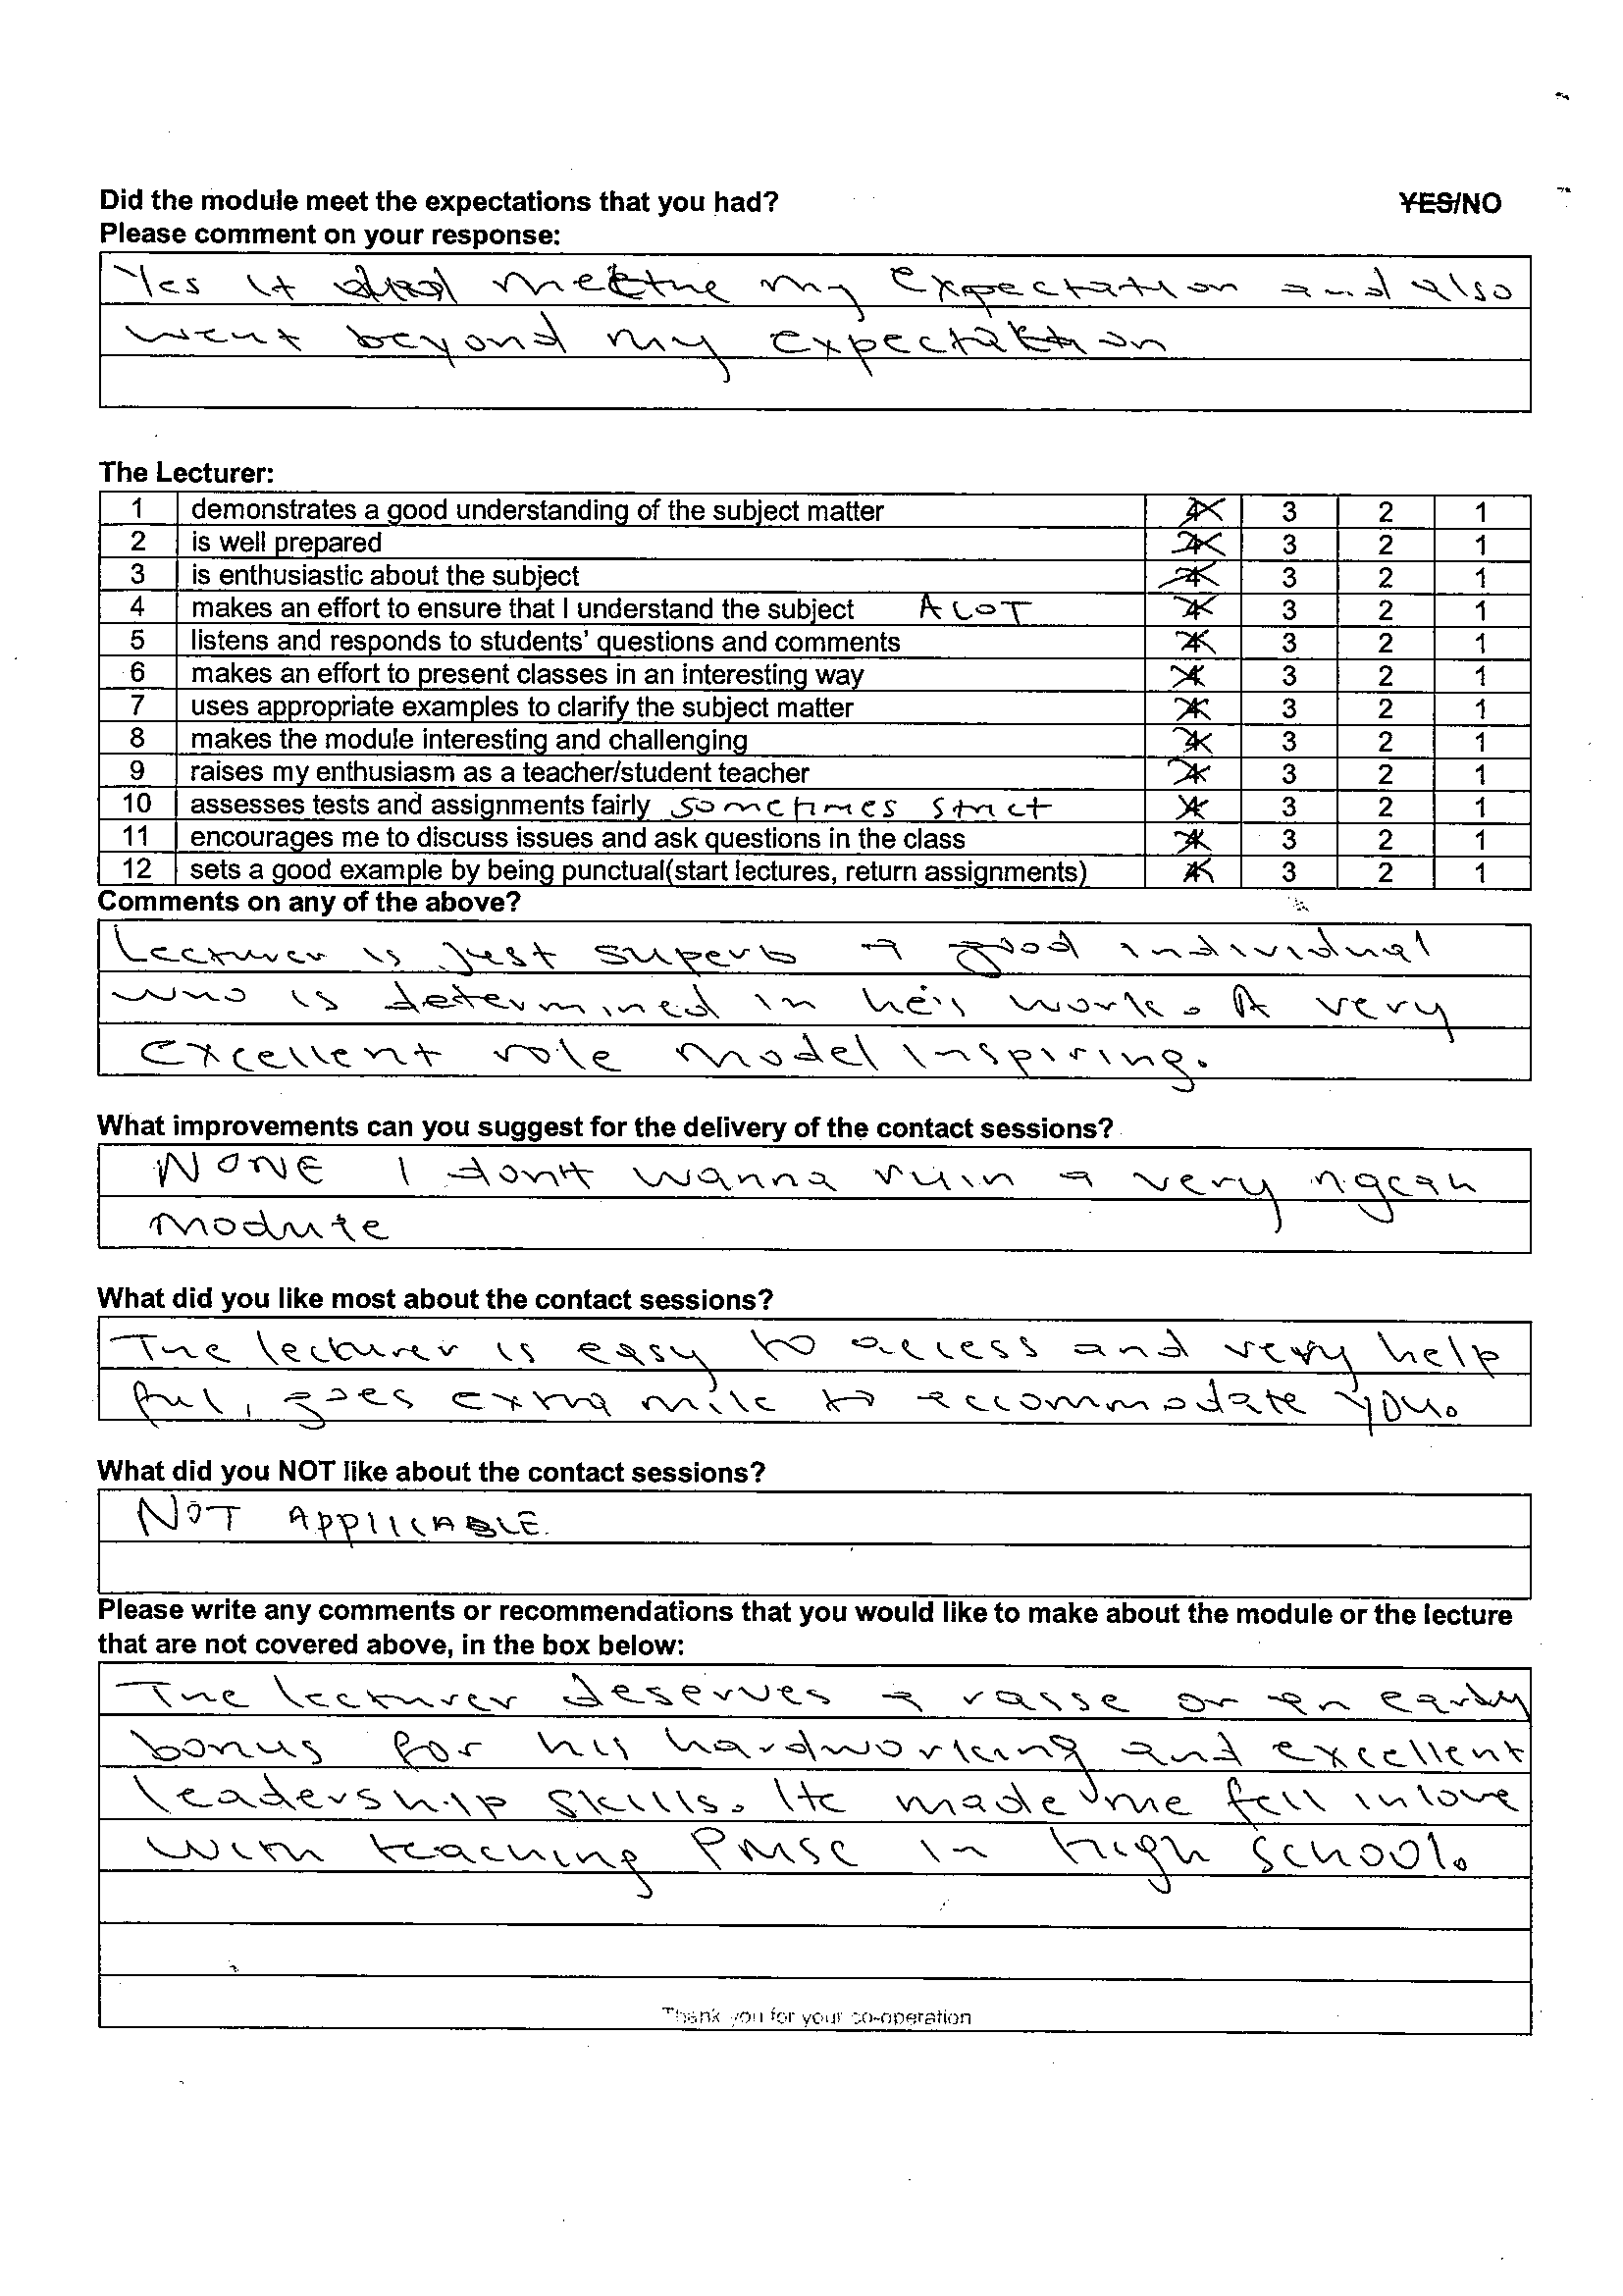 Did the module meet the expectations that you had? YES/NO
Please comment on your response:
Yes it did meet the my expectation and also
went beyond my expectation
The Lecturer:
1 demonstrates a good understanding of the subject matter 4 3 2 1
2 is well prepared 4 3 2 1
3 is enthusiastic about the subject 4 3 2 1
4 makes an effort to ensure that I understand the subject ALOT 4 3 2 1
5 listens and responds to students' questions and comments 4 3 2 1
6 makes an effort to present classes in an interesting way 4 3 2 1
7 uses appropriate examples to clarify the subject matter 4 3 2 1
8 makes the module interesting and challenging 4 3 2 1
9 raises my enthusiasm as a teacher/student teacher 4 3 2 1
10 assesses tests and assignments fairly sometimes strict 4 3 2 1
11 encourages me to discuss issues and ask questions in the class 4 3 2 1
12 sets a good example by being punctual(start lectures, return assignments) 4 3 2 1
Comments on any of the above?
Lecturer is just superb a good individual
who is determined in he's work. A very
excellent role model inspiring.
What improvements can you suggest for the delivery of the contact sessions?
NONE I dont wanna ruin a very
module
What did you like most about the contact sessions?
The lecturer is easy to access and very help
ful, goes extra mile to accommodate you.
What did you NOT like about the contact sessions?
NOT APPLICABLE.
Please write any comments or recommendations that you would like to make about the module or the lecture
that are not covered above, in the box below:
The lecturer deserves a rasse or an early
bonus for his hardworking and excellent
leadership skills. He made me fell in love
with teaching PMSC in high school.
Thank you for your co-operation